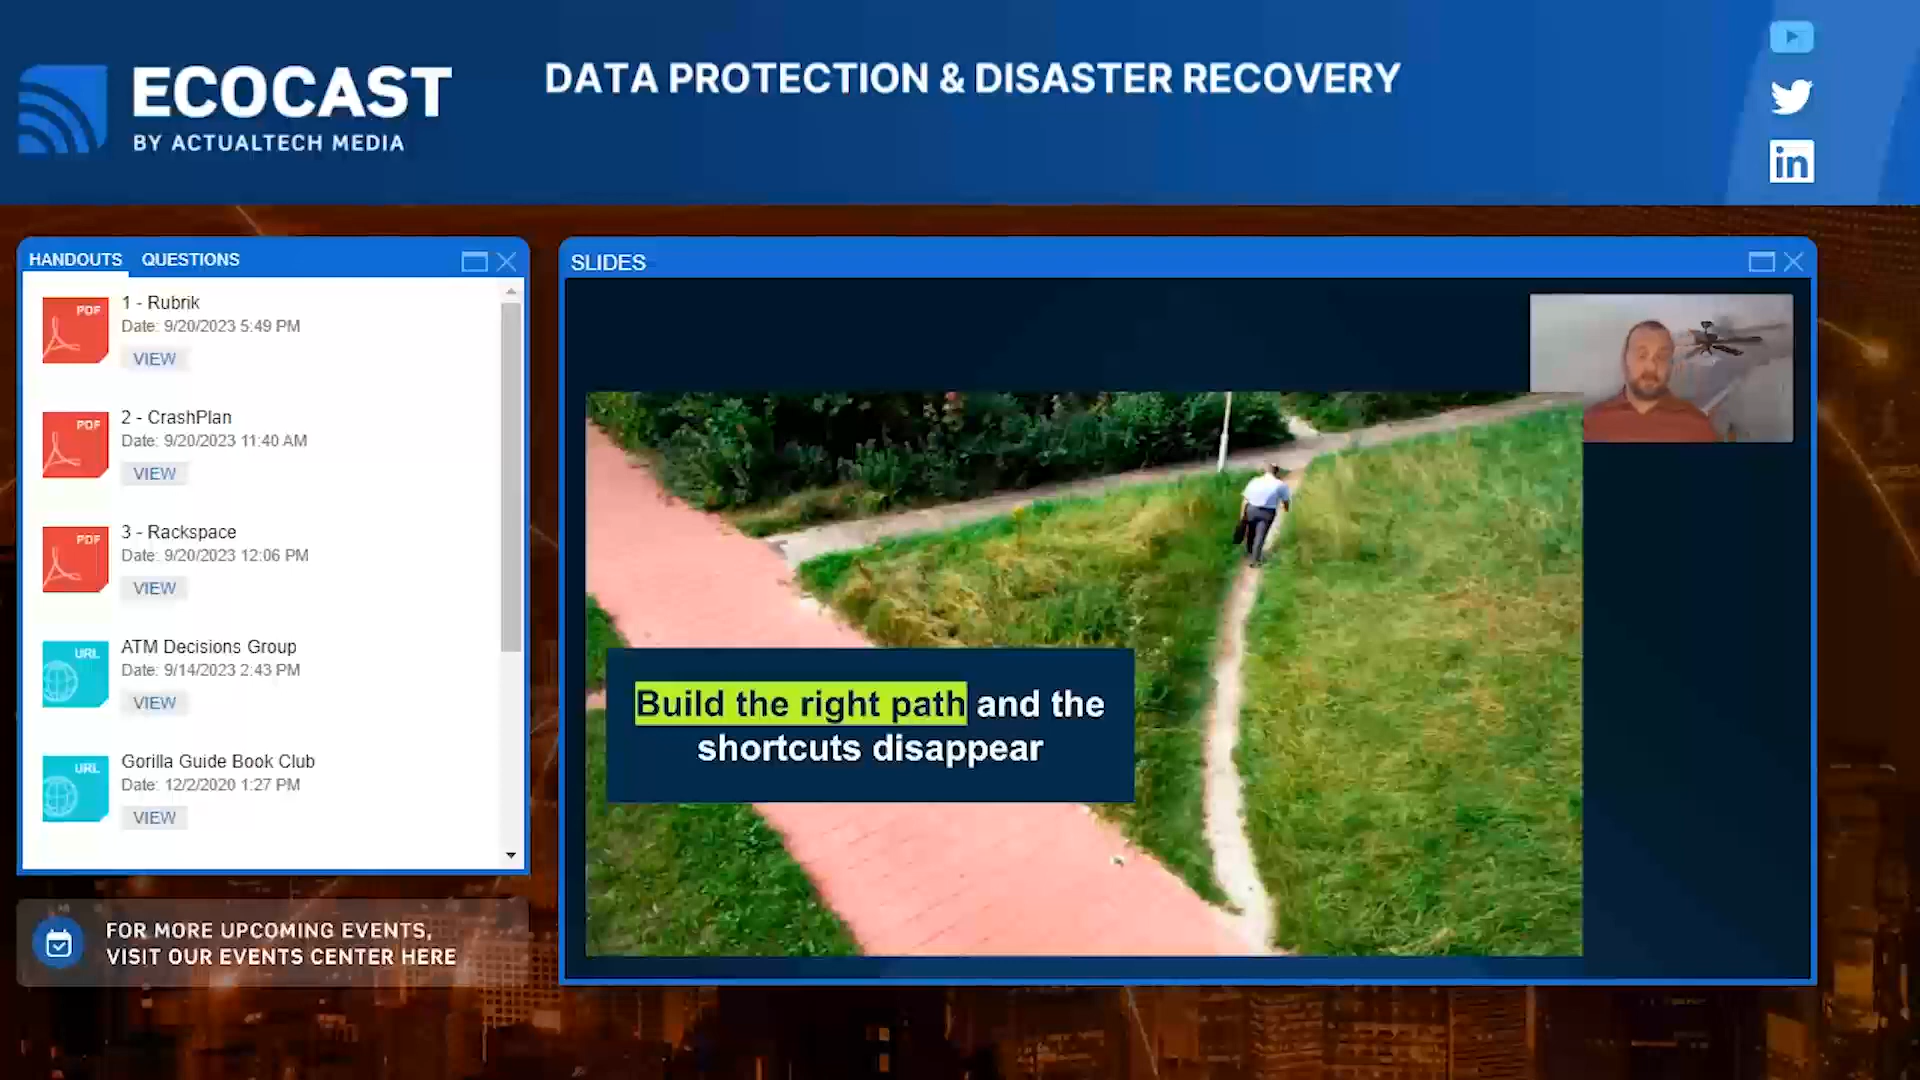 ECOCAST
BY ACTUALTECH MEDIA
DATA PROTECTION & DISASTER RECOVERY
in
HANDOUTS QUESTIONS
PDF
1 - Rubrik
Date: 9/20/2023 5:49 PM
VIEW
PDF
2 - CrashPlan
Date: 9/20/2023 11:40 AM
VIEW
PDF
3 - Rackspace
Date: 9/20/2023 12:06 PM
VIEW
URL
ATM Decisions Group
Date: 9/14/2023 2:43 PM
VIEW
URL
Gorilla Guide Book Club
Date: 12/2/2020 1:27 PM
VIEW
FOR MORE UPCOMING EVENTS,
VISIT OUR EVENTS CENTER HERE
SLIDES
Build the right path and the
shortcuts disappear